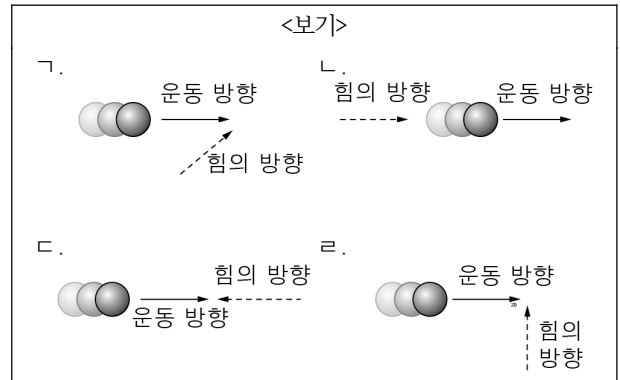 <보기>
ㄱ.
운동 방향
힘의 방향
ㄴ.
힘의 방향
운동 방향
ㄷ.
힘의 방향
운동 방향
ㄹ.
운동 방향
힘의
방향